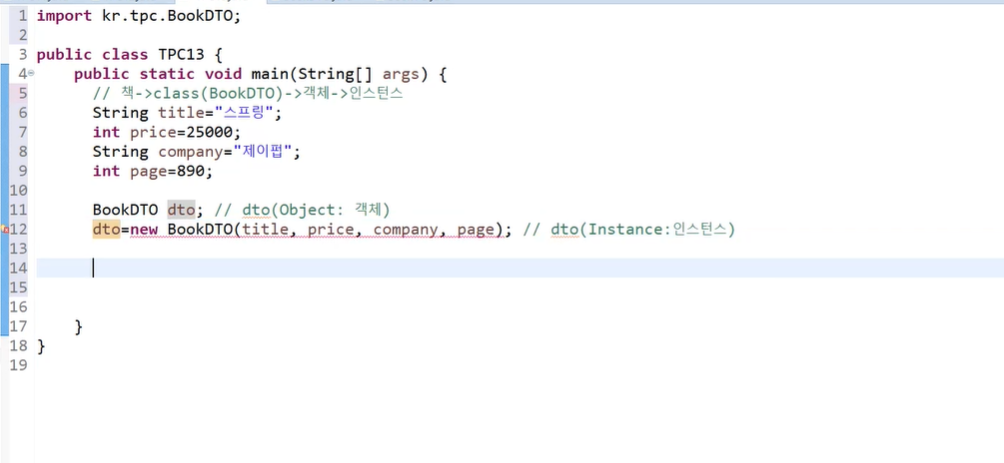 1 import kr.tpc.BookDTO;
2
3 public class TPC13 {
4 public static void main(String[] args) {
5 // 책->class(BookDTO)->객체->인스턴스
6 String title="스프링";
7 int price=25000;
8 String company="제이펍";
9 int page=890;
10
11 BookDTO dto; // dto(Object: 객체)
12 dto=new BookDTO(title, price, company, page); // dto(Instance:인스턴스)
13
14
15
16
17 }
18 }
19